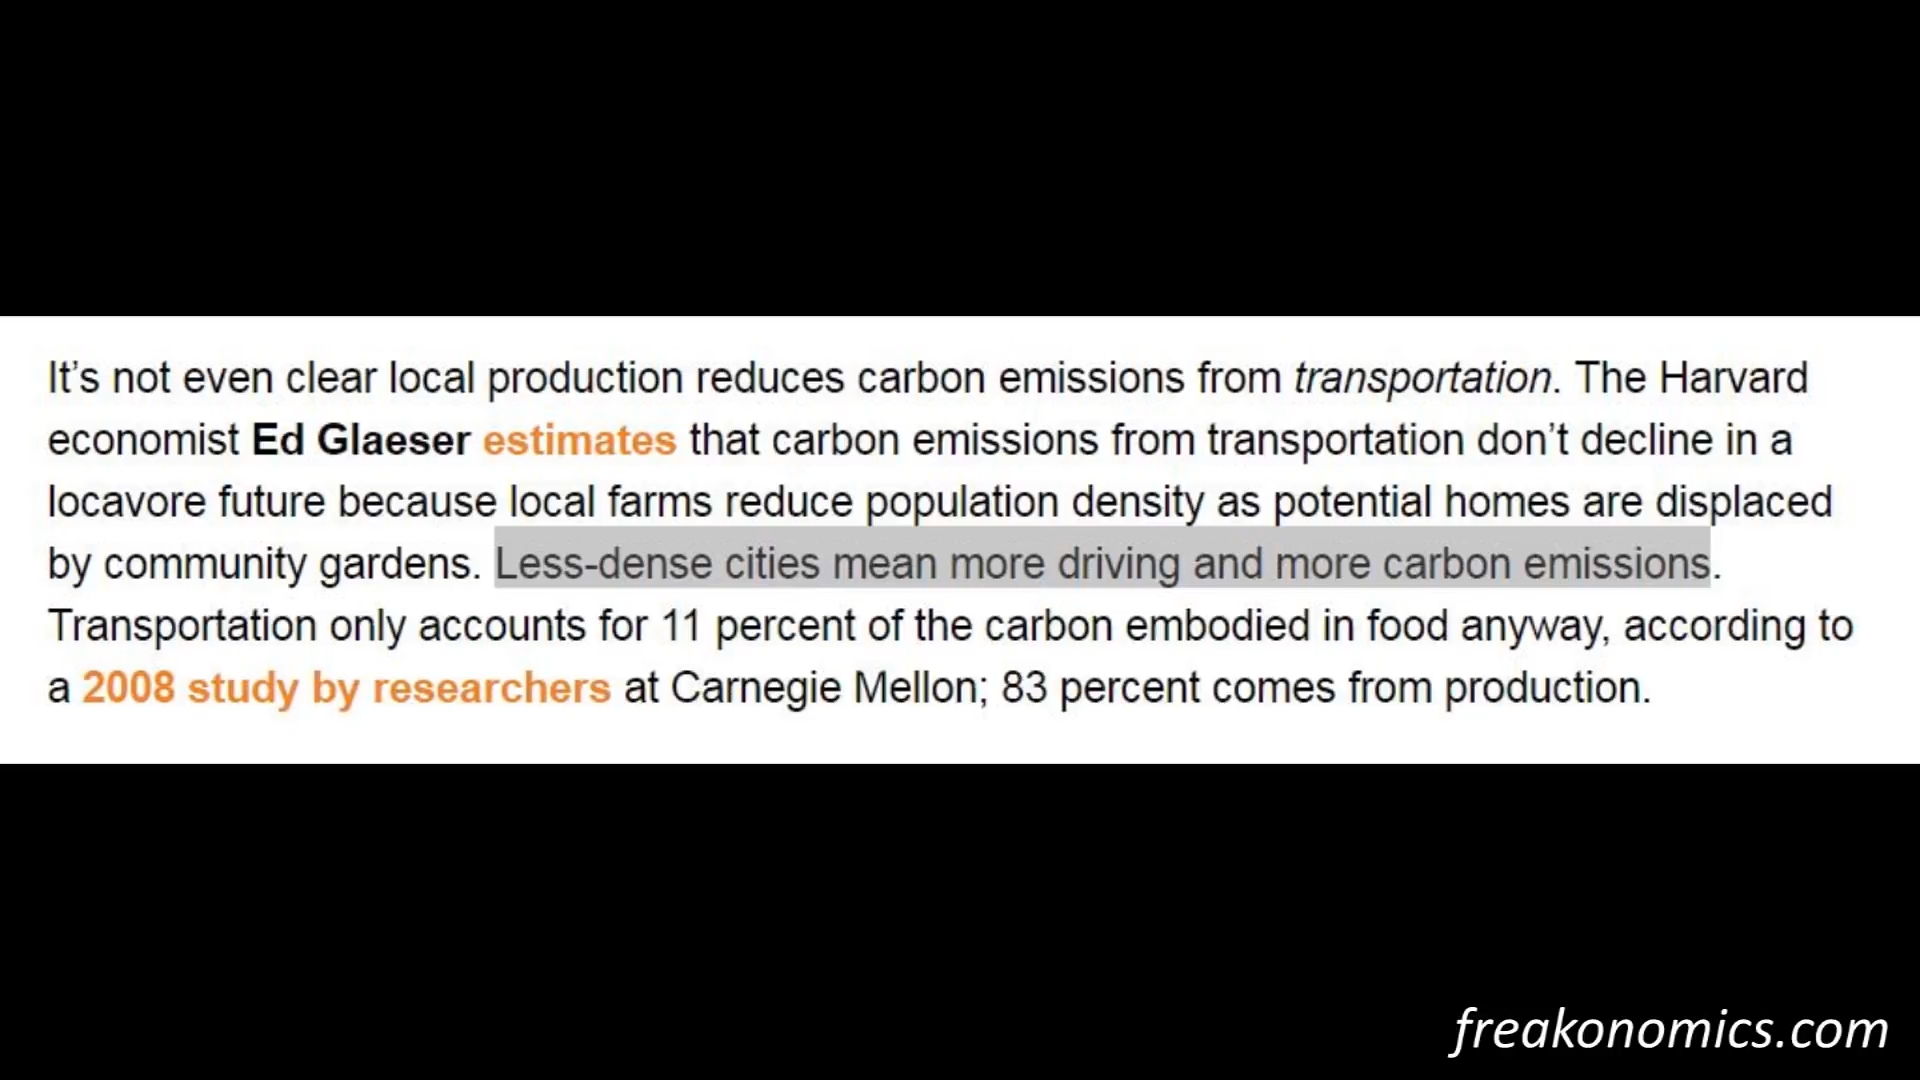 It’s not even clear local production reduces carbon emissions from transportation. The Harvard
economist Ed Glaeser estimates that carbon emissions from transportation don’t decline in a
locavore future because local farms reduce population density as potential homes are displaced
by community gardens. Less-dense cities mean more driving and more carbon emissions.
Transportation only accounts for 11 percent of the carbon embodied in food anyway, according to
a 2008 study by researchers at Carnegie Mellon; 83 percent comes from production.
freakonomics.com